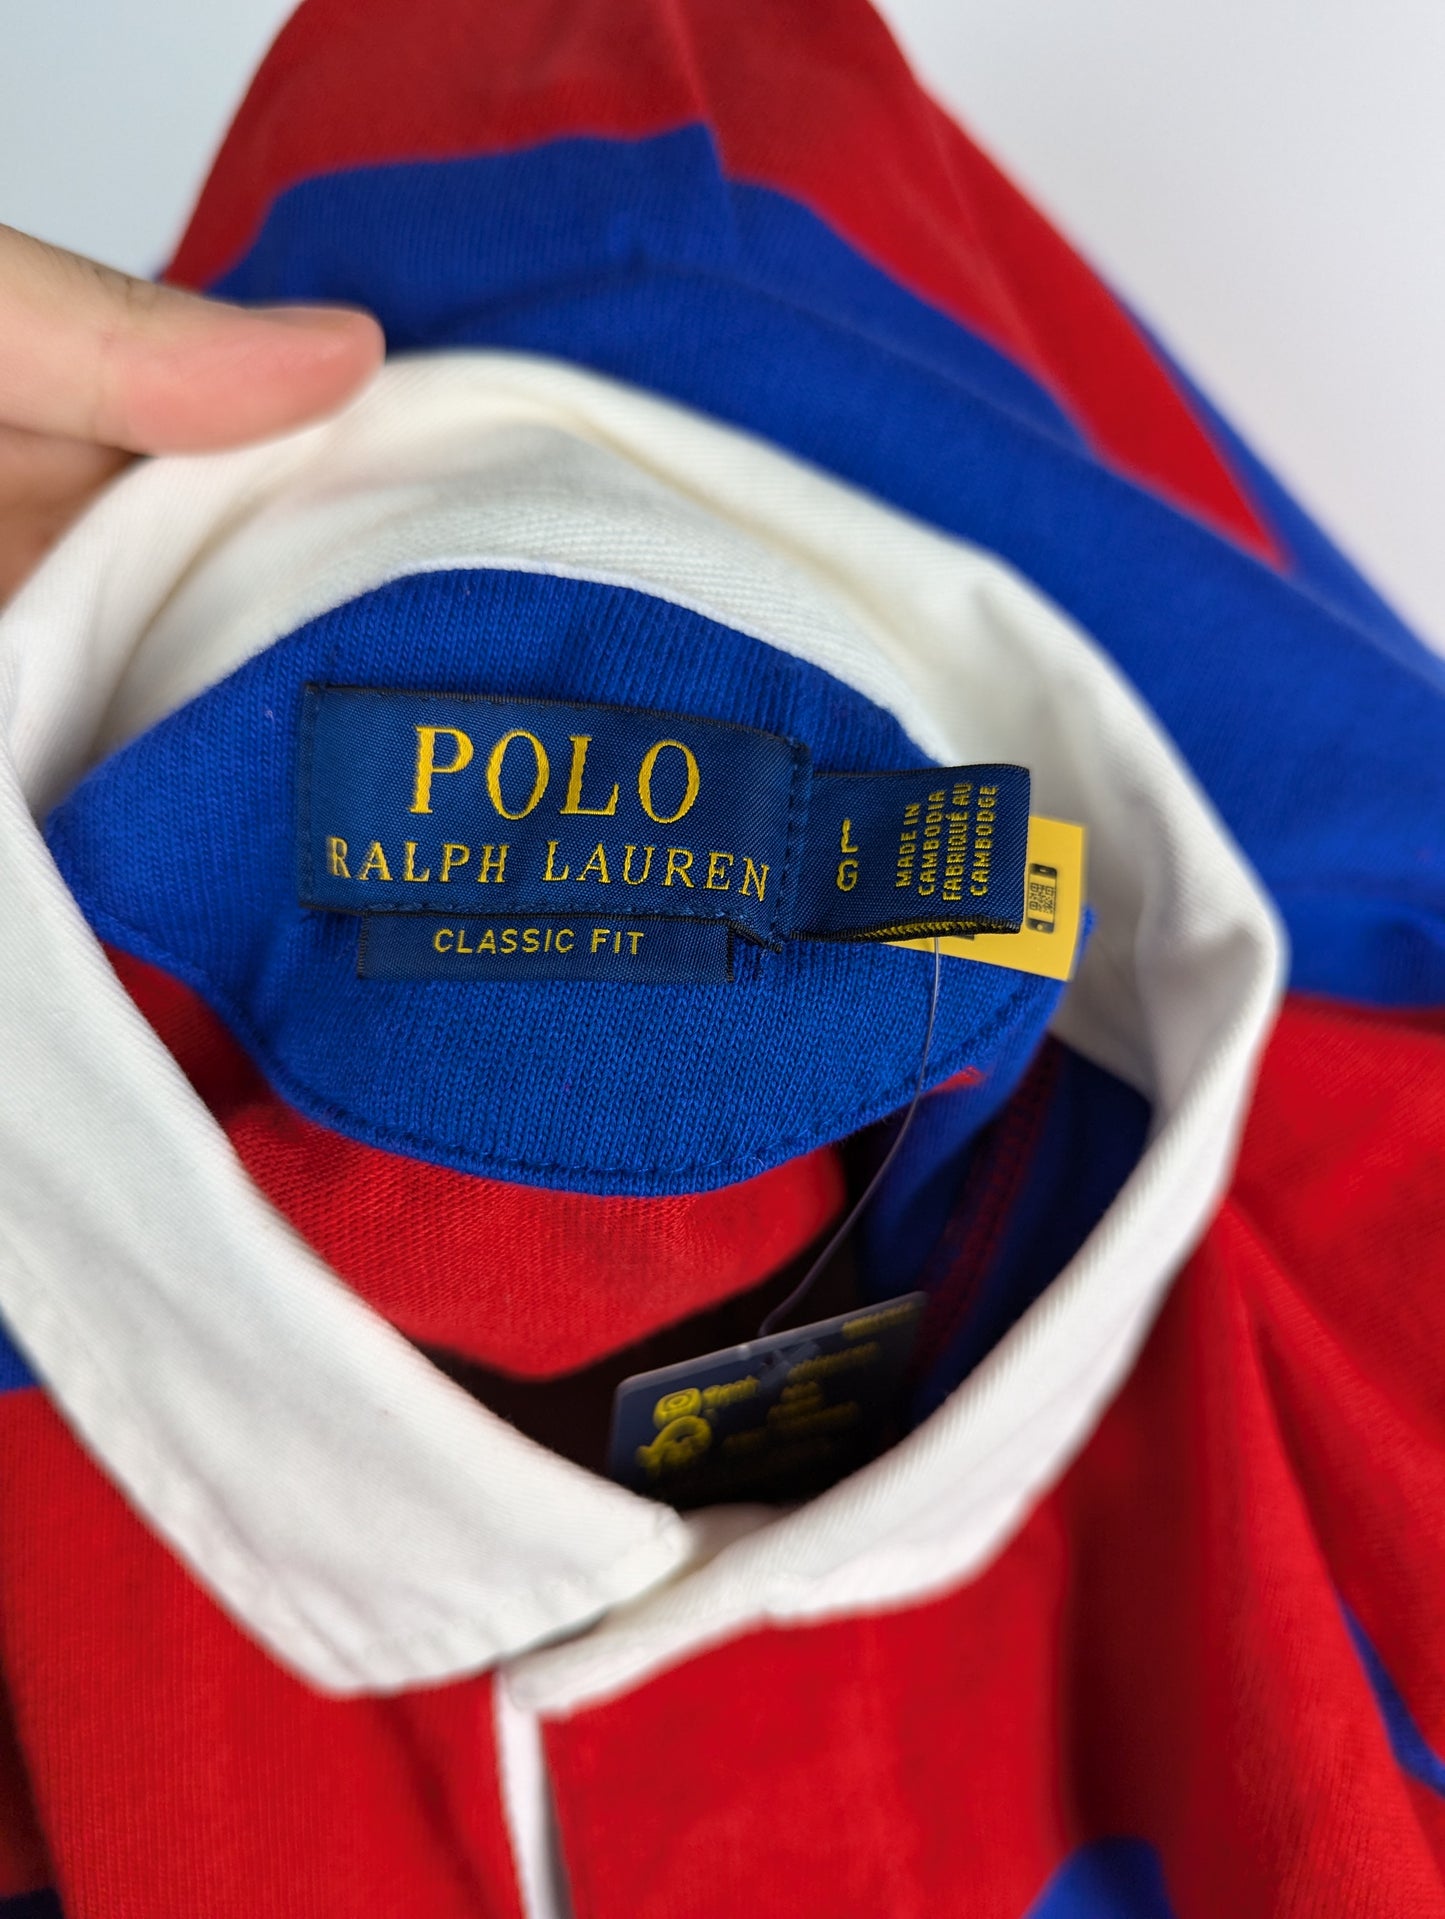 POLO
RALPH LAUREN
CLASSIC FIT
L
G
MADE IN
CAMBODIA
FABRIQUÉ AU
CAMBODGE